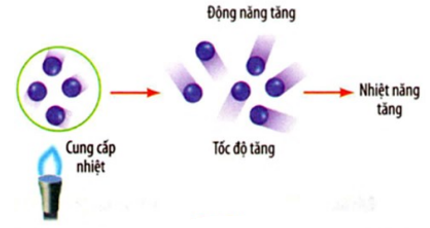 Động năng tăng
Nhiệt năng
tăng
Cung cấp
nhiệt
Tốc độ tăng